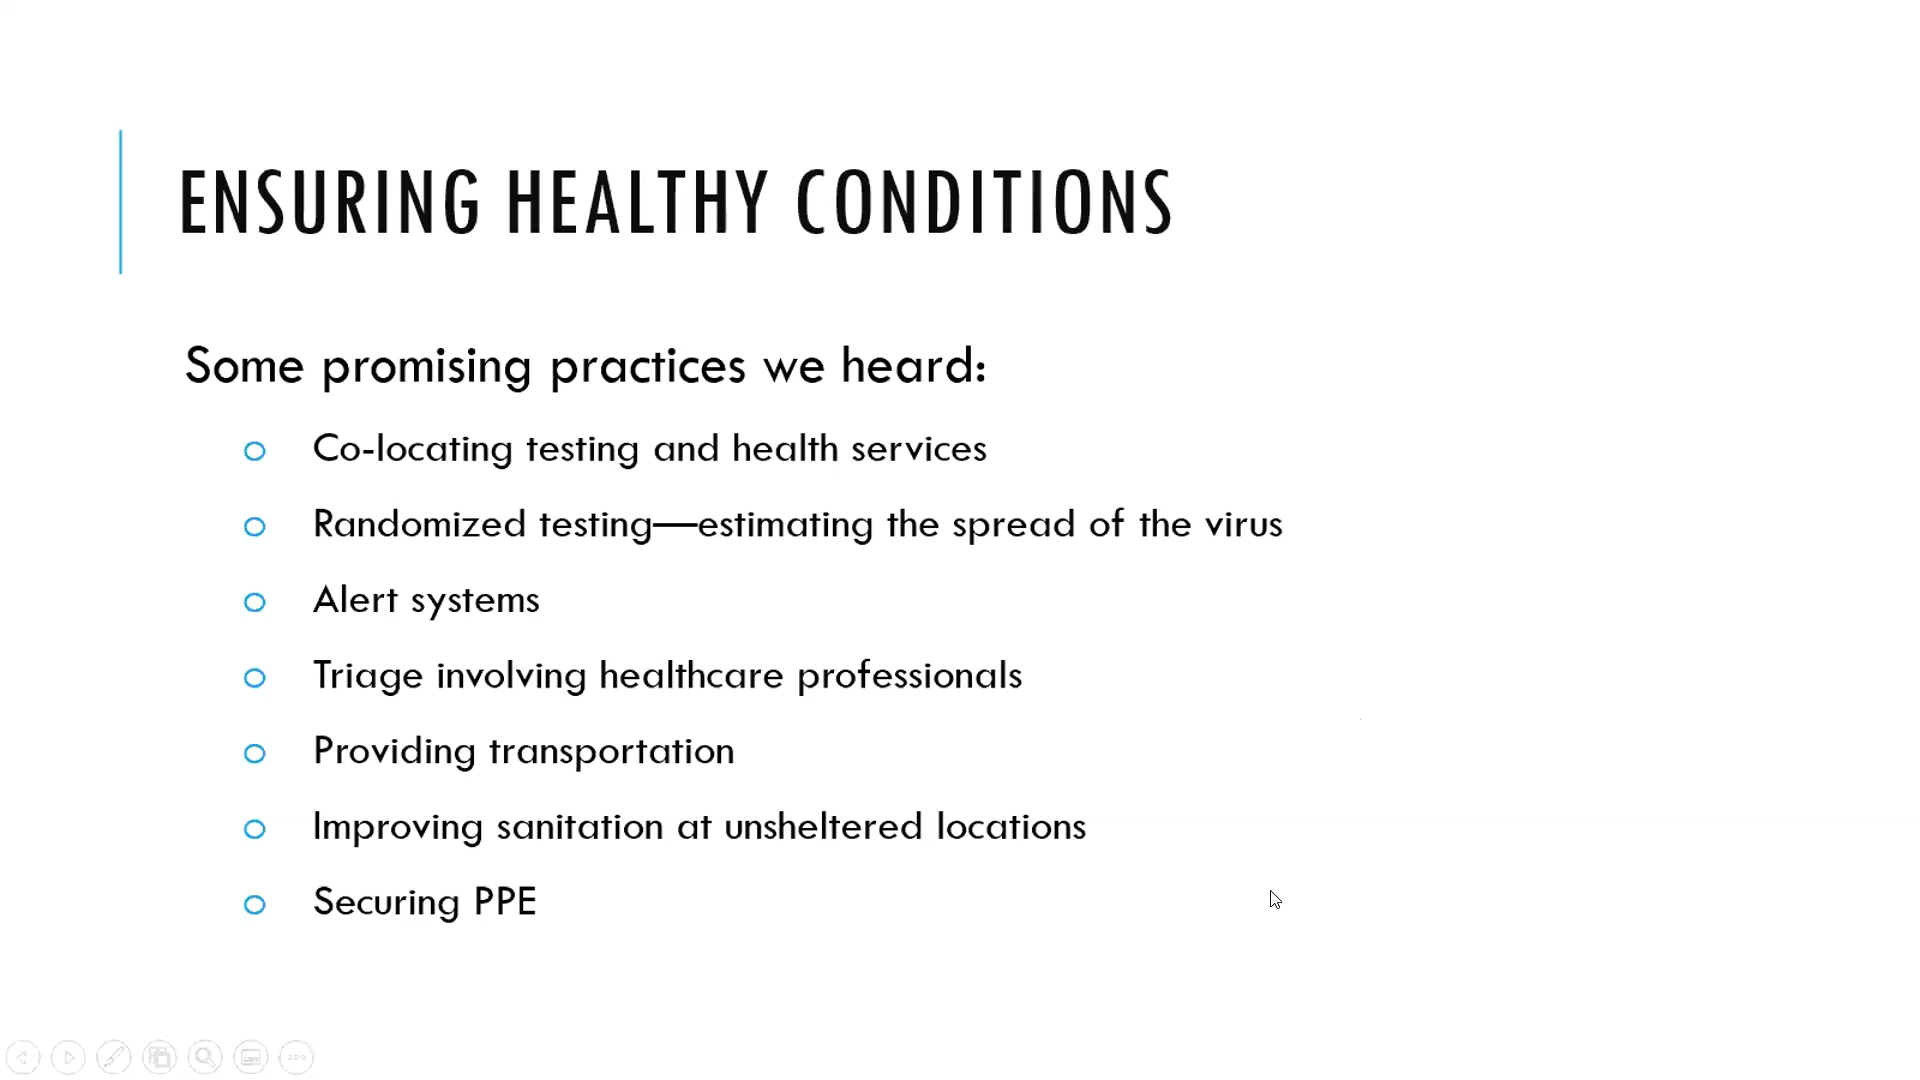 ENSURING HEALTHY CONDITIONS
Some promising practices we heard:
Co-locating testing and health services
Randomized testing—estimating the spread of the virus
Alert systems
Triage involving healthcare professionals
Providing transportation
Improving sanitation at unsheltered locations
Securing PPE